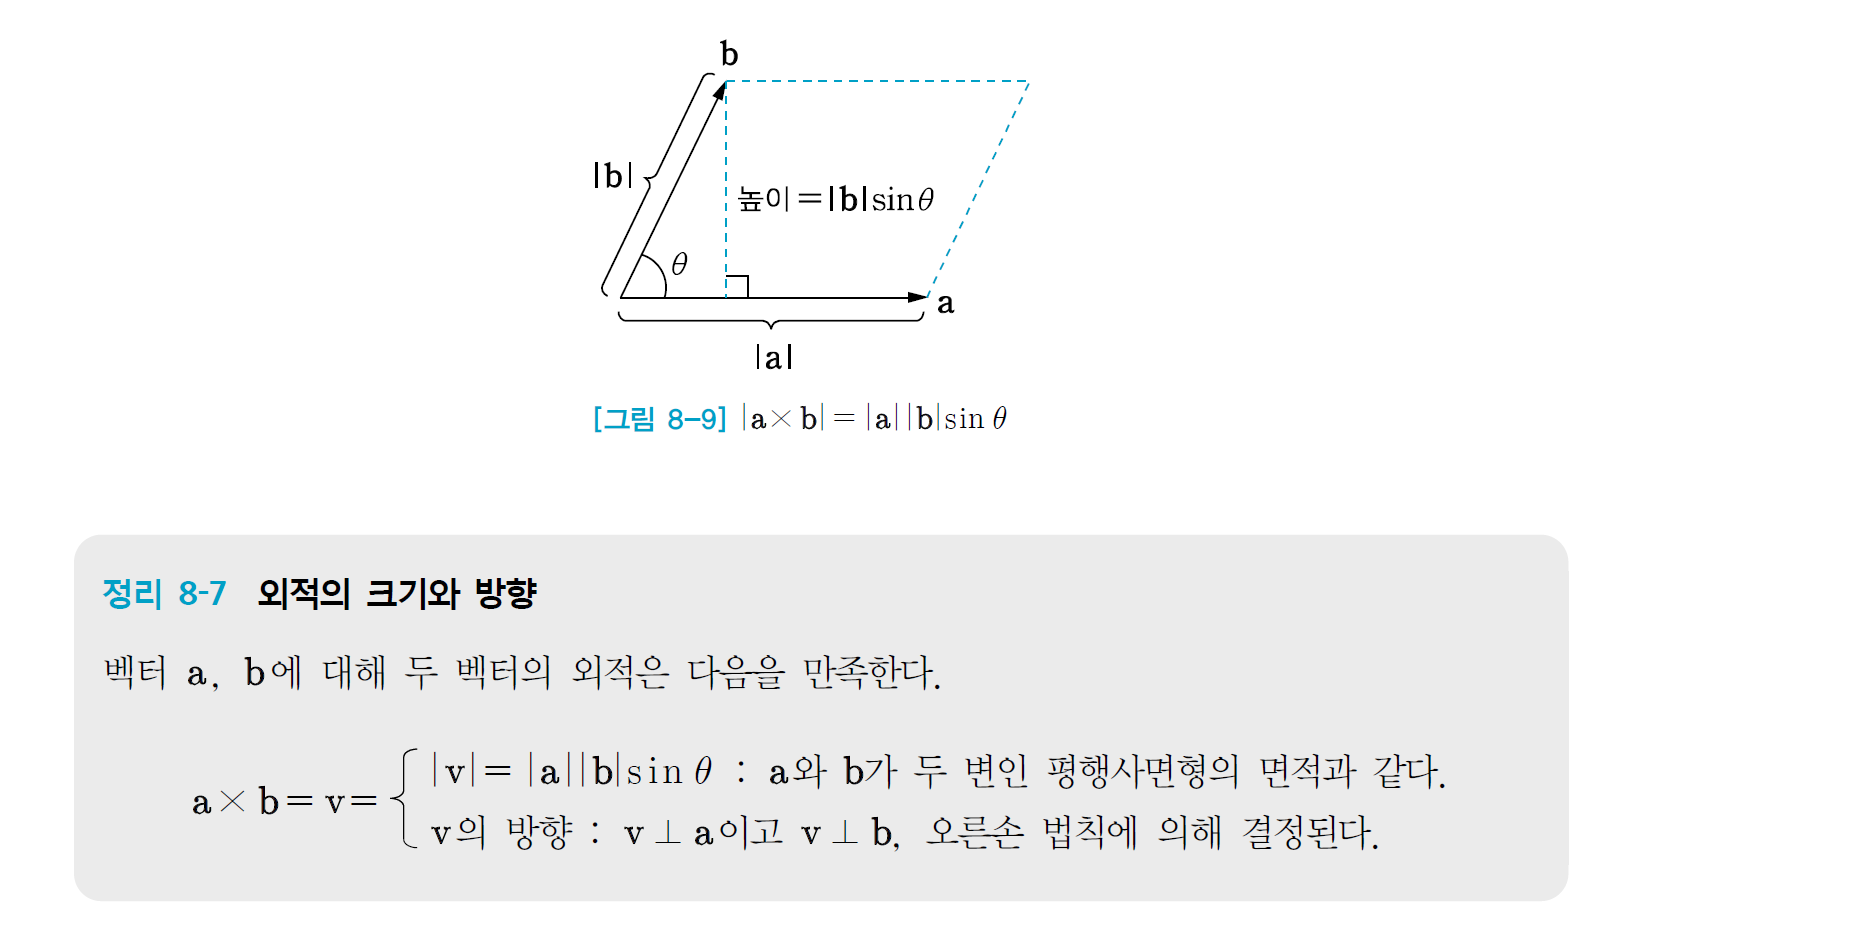 b
|b|
높이=|b|sinθ
θ
a
|a|
[그림 8-9] |a×b|=|a||b|sin θ
정리 8-7 외적의 크기와 방향
벡터 a, b에 대해 두 벡터의 외적은 다음을 만족한다.
|v|= |a||b|sin θ : a와 b가 두 변인 평행사변형의 면적과 같다.
a×b=v=
v의 방향 : v⊥a이고 v⊥b, 오른손 법칙에 의해 결정된다.